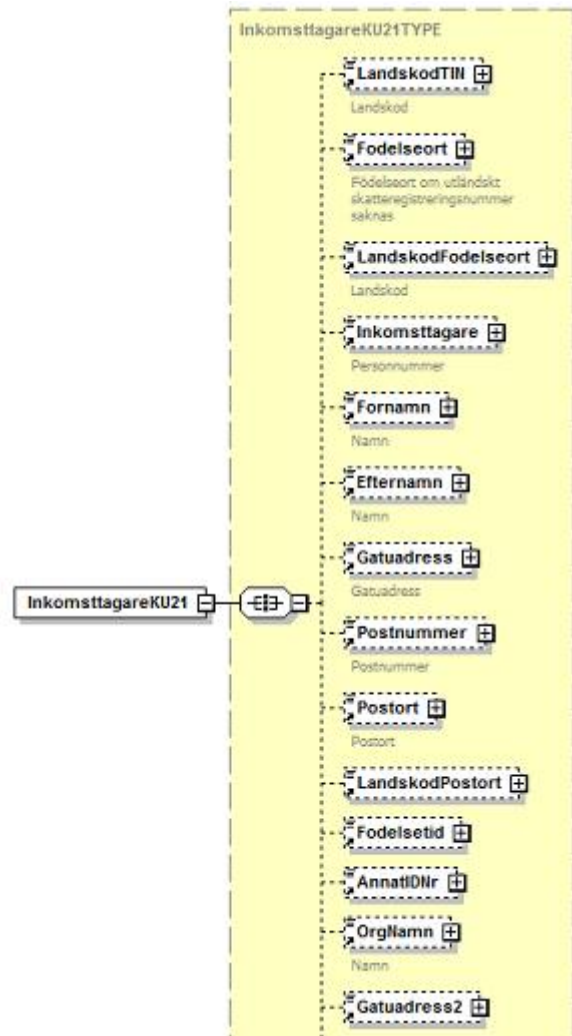 InkomsttagareKU21TYPE
LandskodTIN
Landskod
Fodelseort
Födelseort om utländskt
skatteregistreringsnummer
saknas
LandskodFodelseort
Landskod
Inkomsttagare
Personnummer
Fornamn
Namn
Efternamn
Namn
Gatuadress
Gatuadress
InkomsttagareKU21
Postnummer
Postnummer
Postort
Postort
LandskodPostort
Fodelsetid
AnnatIDNr
OrgNamn
Namn
Gatuadress2